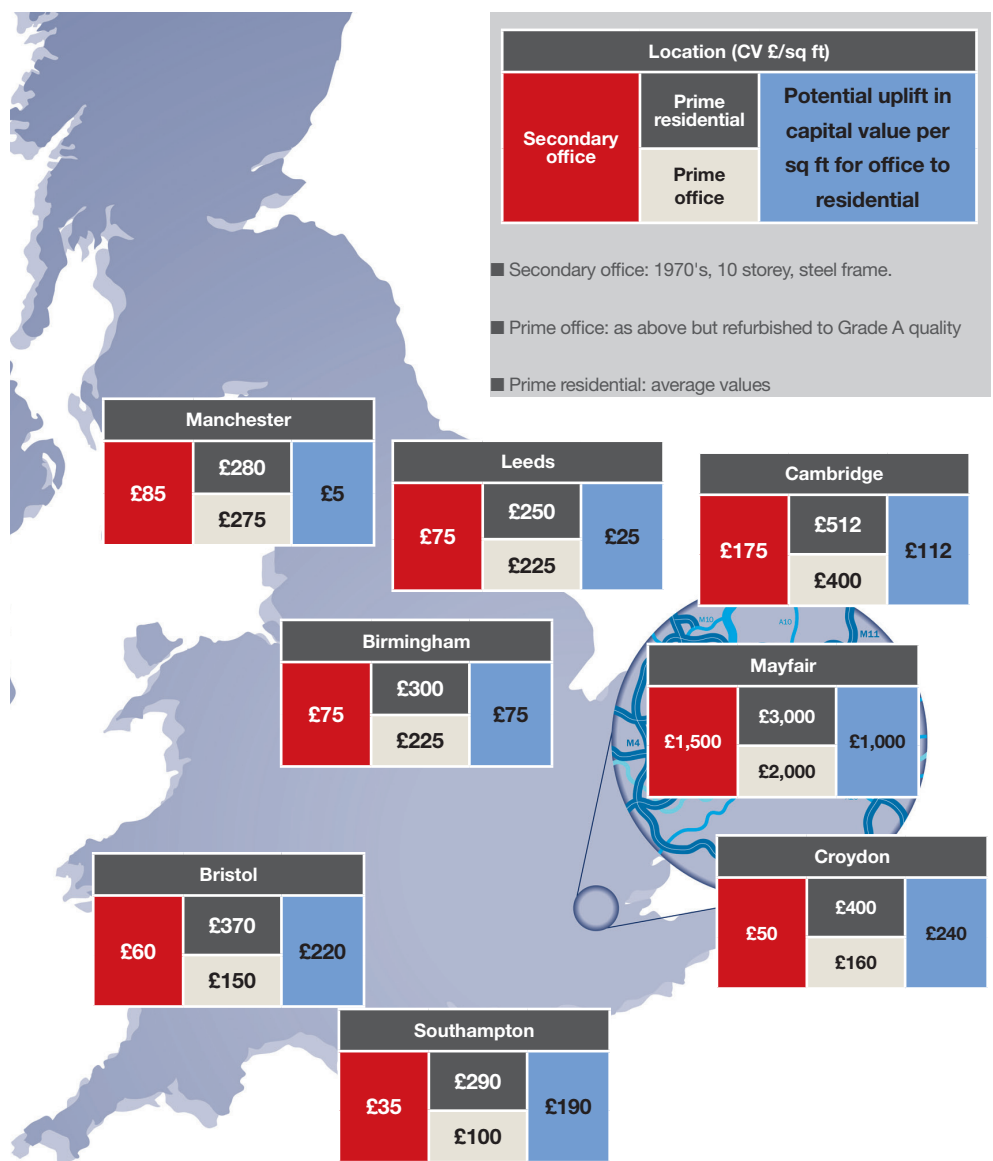 Location (CV £/sq ft)
Secondary
office
Prime
residential
Prime
office
Potential uplift in
capital value per
sq ft for office to
residential
■ Secondary office: 1970's, 10 storey, steel frame.
■ Prime office: as above but refurbished to Grade A quality
■ Prime residential: average values
Manchester
£85
£280
£275
£5
Leeds
£75
£250
£225
£25
Cambridge
£175
£512
£400
£112
Birmingham
£75
£300
£225
£75
M10
A10
M11
M4
Mayfair
£1,500
£3,000
£2,000
£1,000
Bristol
£60
£370
£150
£220
Croydon
£50
£400
£160
£240
Southampton
£35
£290
£100
£190